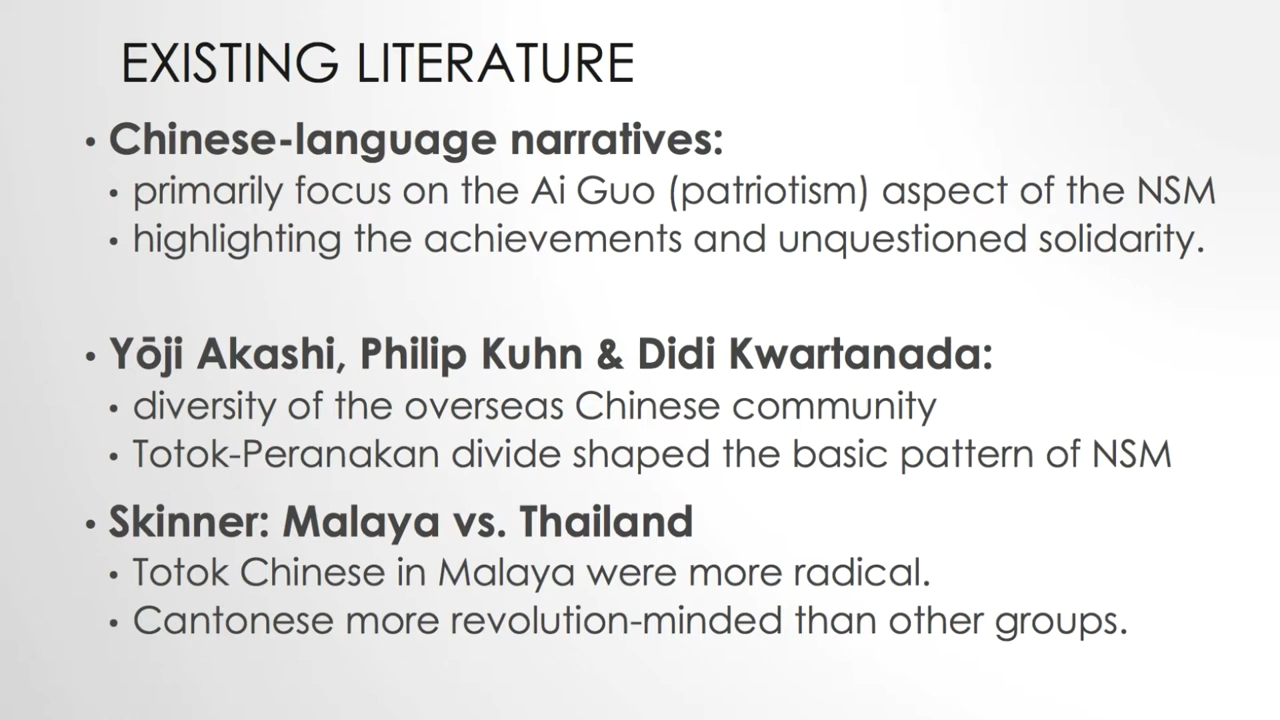 EXISTING LITERATURE
• Chinese-language narratives:
• primarily focus on the Ai Guo (patriotism) aspect of the NSM
• highlighting the achievements and unquestioned solidarity.
• Yōji Akashi, Philip Kuhn & Didi Kwartanada:
• diversity of the overseas Chinese community
• Totok-Peranakan divide shaped the basic pattern of NSM
• Skinner: Malaya vs. Thailand
• Totok Chinese in Malaya were more radical.
• Cantonese more revolution-minded than other groups.